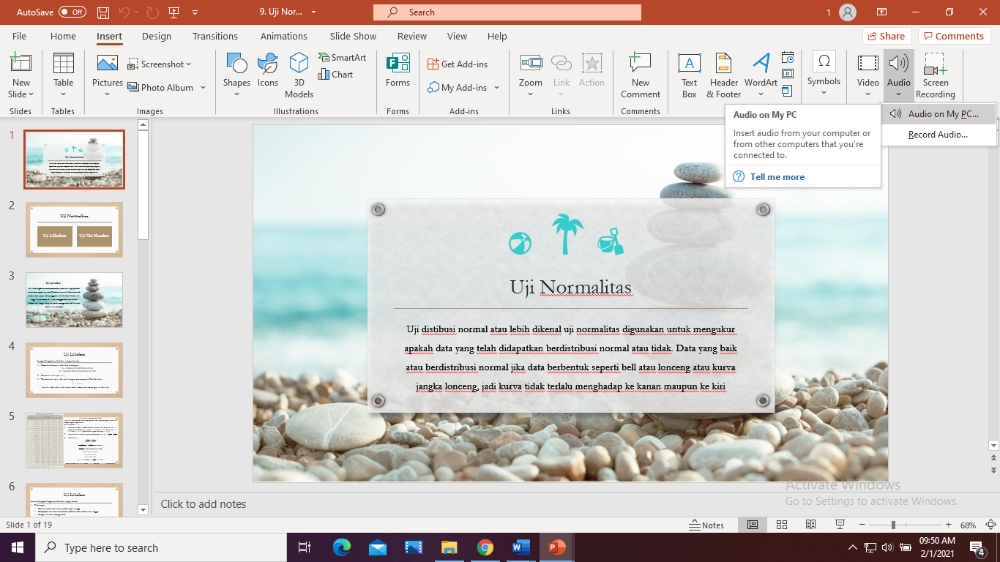 AutoSave Off 9. Uji Nor... Search 1
File Home Insert Design Transitions Animations Slide Show Review View Help Share Comments
New Slide
Table
Pictures
Screenshot
Photo Album
Shapes
Icons
3D Models
SmartArt
Chart
Forms
Get Add-ins
My Add-ins
Zoom
Link
Action
New Comment
Text Box
Header & Footer
WordArt
Symbols
Video
Audio
Screen Recording
Slides Tables Images Illustrations Forms Add-ins Links Comments
Audio on My PC
Insert audio from your computer or
from other computers that you're
connected to.
Tell me more
Audio on My PC...
Record Audio...
1
Uji Normalitas
2
Uji Normalitas
Uji Liliefors Uji Chi Kuadrat
3
4
Uji Liliefors
5
6
Uji Liliefors
Uji Normalitas
Uji distibusi normal atau lebih dikenal uji normalitas digunakan untuk mengukur
apakah data yang telah didapatkan berdistribusi normal atau tidak. Data yang baik
atau berdistribusi normal jika data berbentuk seperti bell atau lonceng atau kurva
jangka lonceng, jadi kurva tidak terlalu menghadap ke kanan maupun ke kiri
Activate Windows
Go to Settings to activate Windows.
Click to add notes
Slide 1 of 19 Notes 68%
Type here to search
09:50 AM
2/1/2021
4